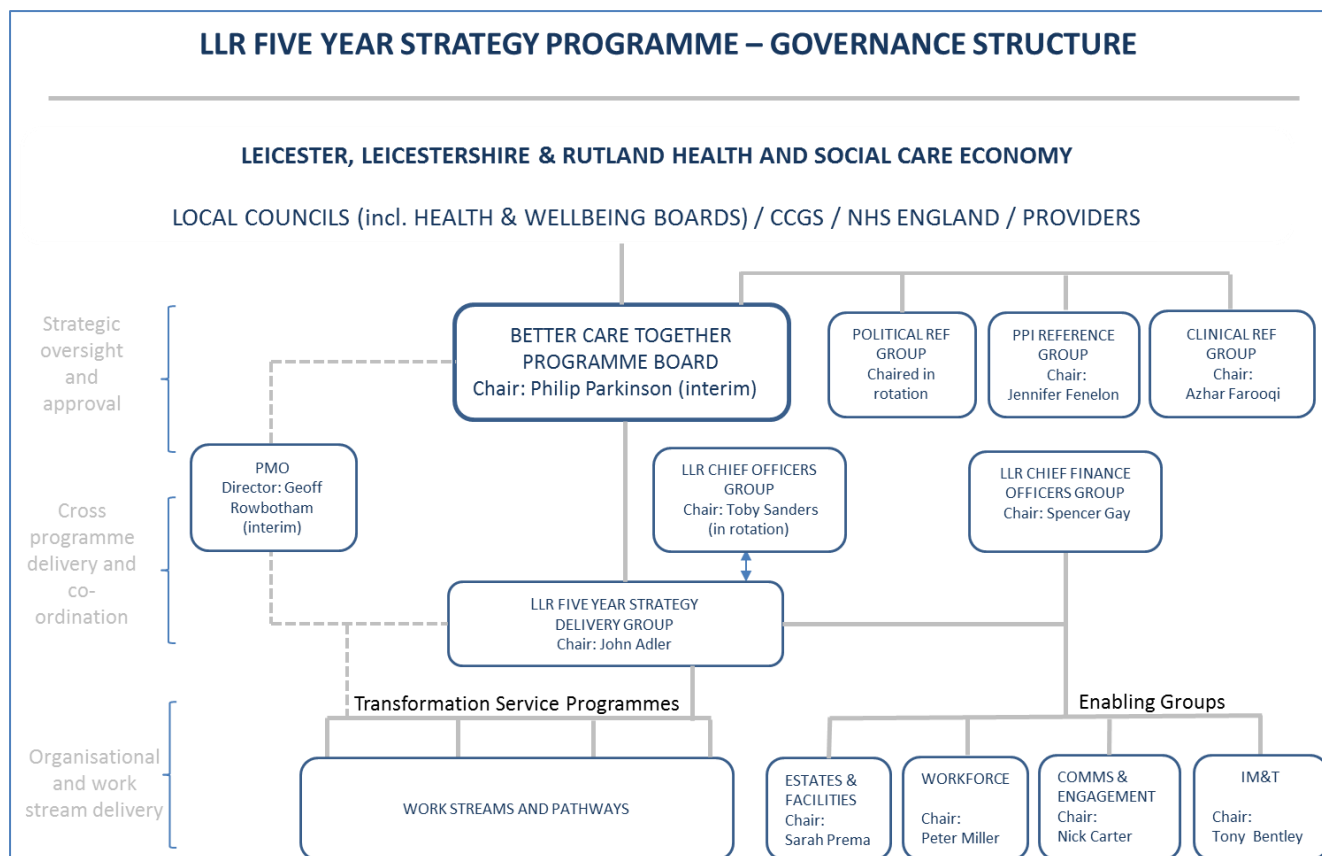 LLR FIVE YEAR STRATEGY PROGRAMME – GOVERNANCE STRUCTURE
LEICESTER, LEICESTERSHIRE & RUTLAND HEALTH AND SOCIAL CARE ECONOMY
LOCAL COUNCILS (incl. HEALTH & WELLBEING BOARDS) / CCGS / NHS ENGLAND / PROVIDERS
Strategic
oversight
and
approval
BETTER CARE TOGETHER
PROGRAMME BOARD
Chair: Philip Parkinson (interim)
POLITICAL REF
GROUP
Chaired in
rotation
PPI REFERENCE
GROUP
Chair:
Jennifer Fenelon
CLINICAL REF
GROUP
Chair:
Azhar Farooqi
PMO
Director: Geoff
Rowbotham
(interim)
LLR CHIEF OFFICERS
GROUP
Chair: Toby Sanders
(in rotation)
LLR CHIEF FINANCE
OFFICERS GROUP
Chair: Spencer Gay
Cross
programme
delivery and
co-
ordination
LLR FIVE YEAR STRATEGY
DELIVERY GROUP
Chair: John Adler
Transformation Service Programmes
Enabling Groups
Organisational
and work
stream delivery
WORK STREAMS AND PATHWAYS
ESTATES &
FACILITIES
Chair:
Sarah Prema
WORKFORCE
Chair:
Peter Miller
COMMS &
ENGAGEMENT
Chair:
Nick Carter
IM&T
Chair:
Tony Bentley